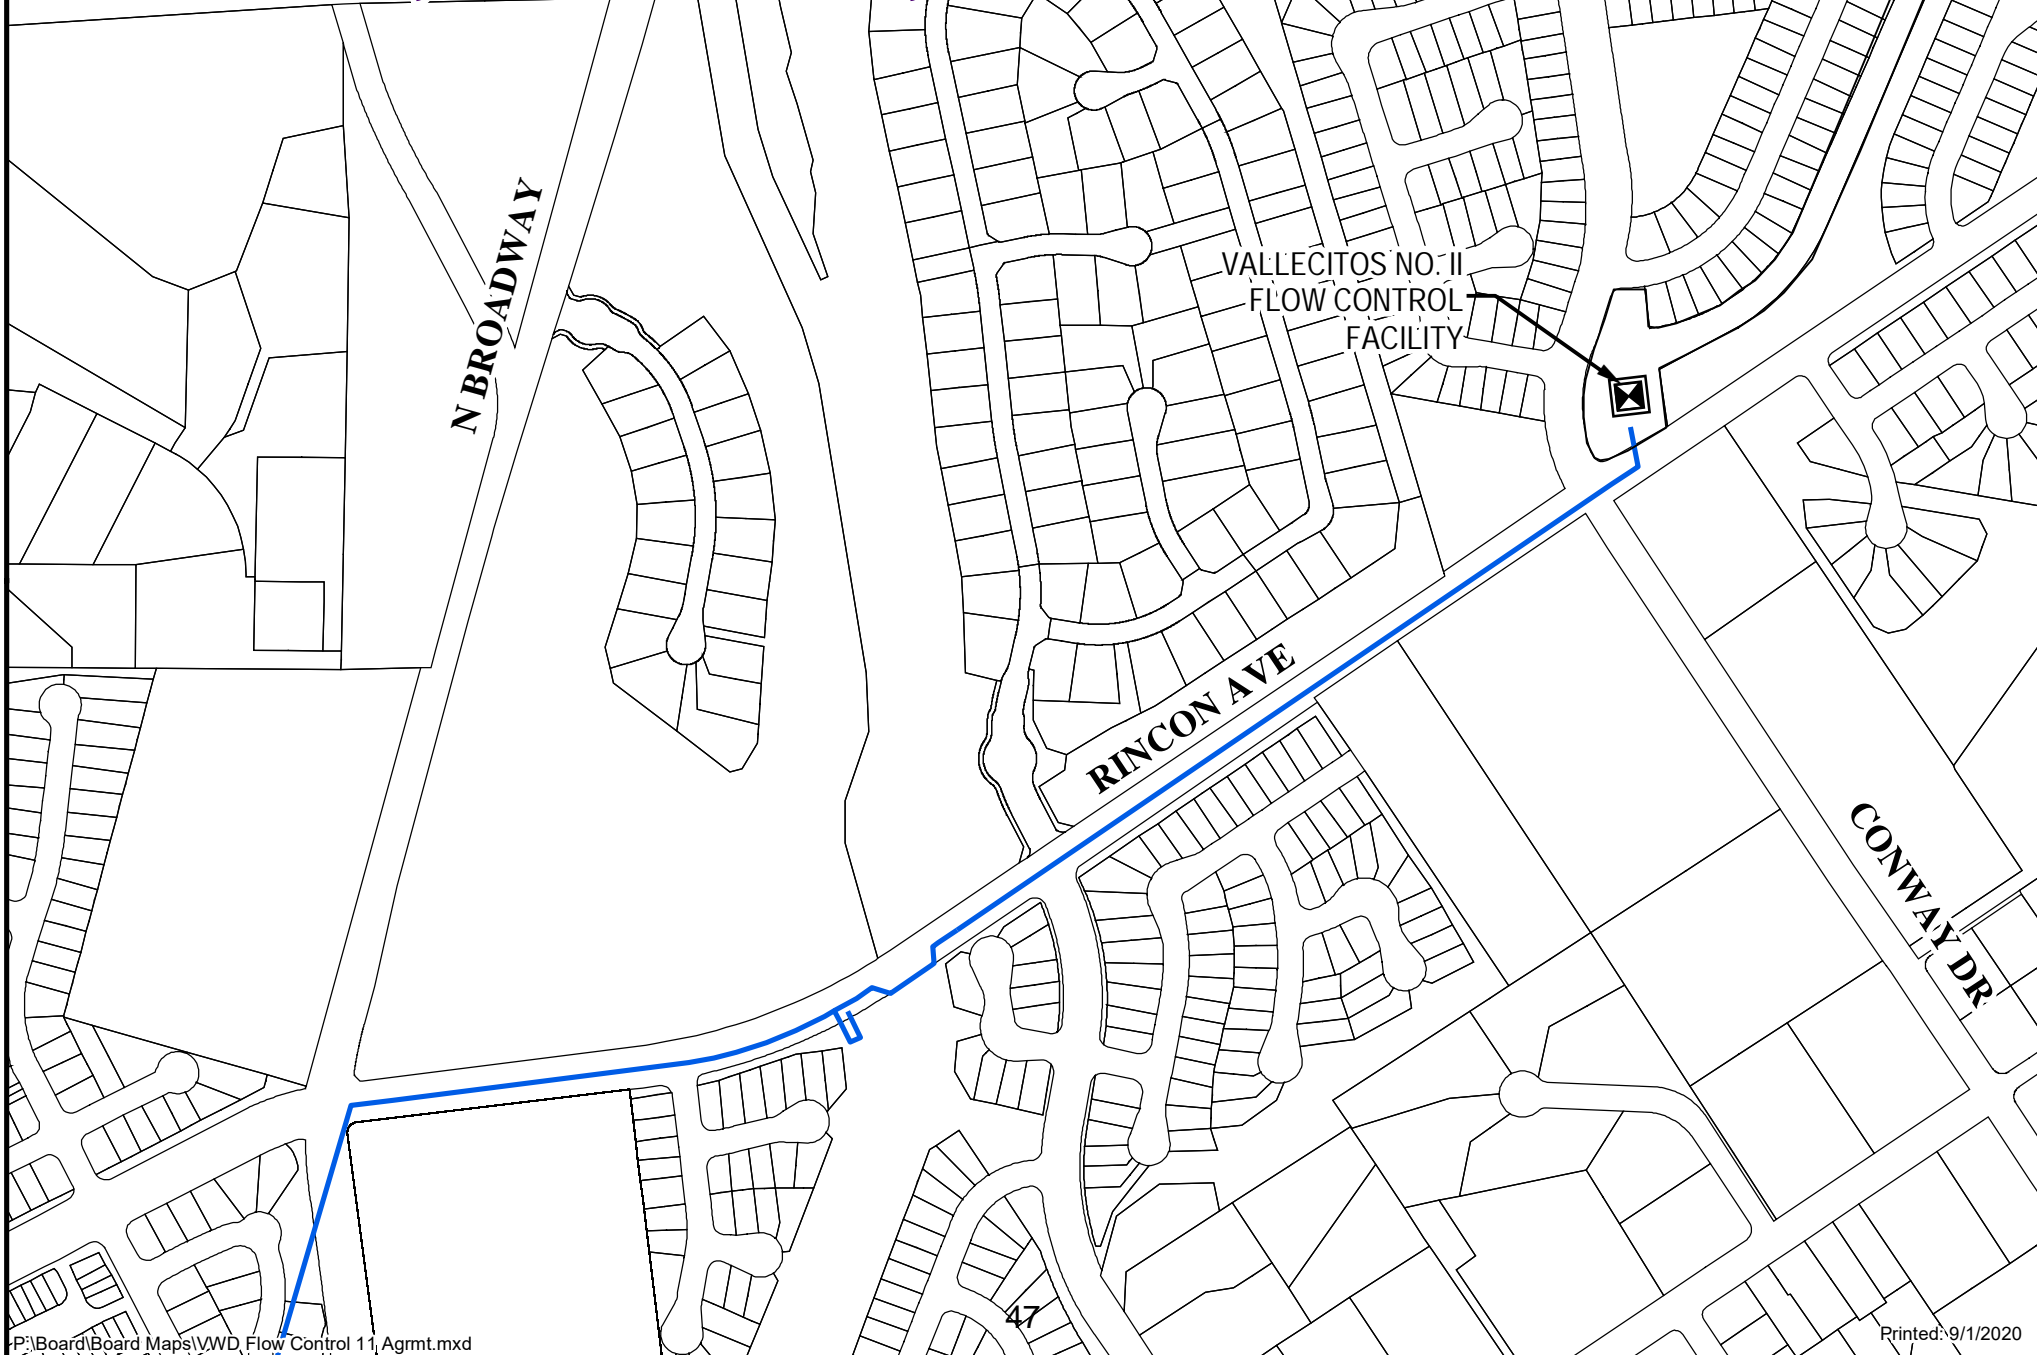 N BROADWAY
VALLECITOS NO. II
FLOW CONTROL
FACILITY
RINCON AVE
CONWAY DR
47
P:\Board\Board Maps\VWD Flow Control 11 Agrmt.mxd
Printed: 9/1/2020